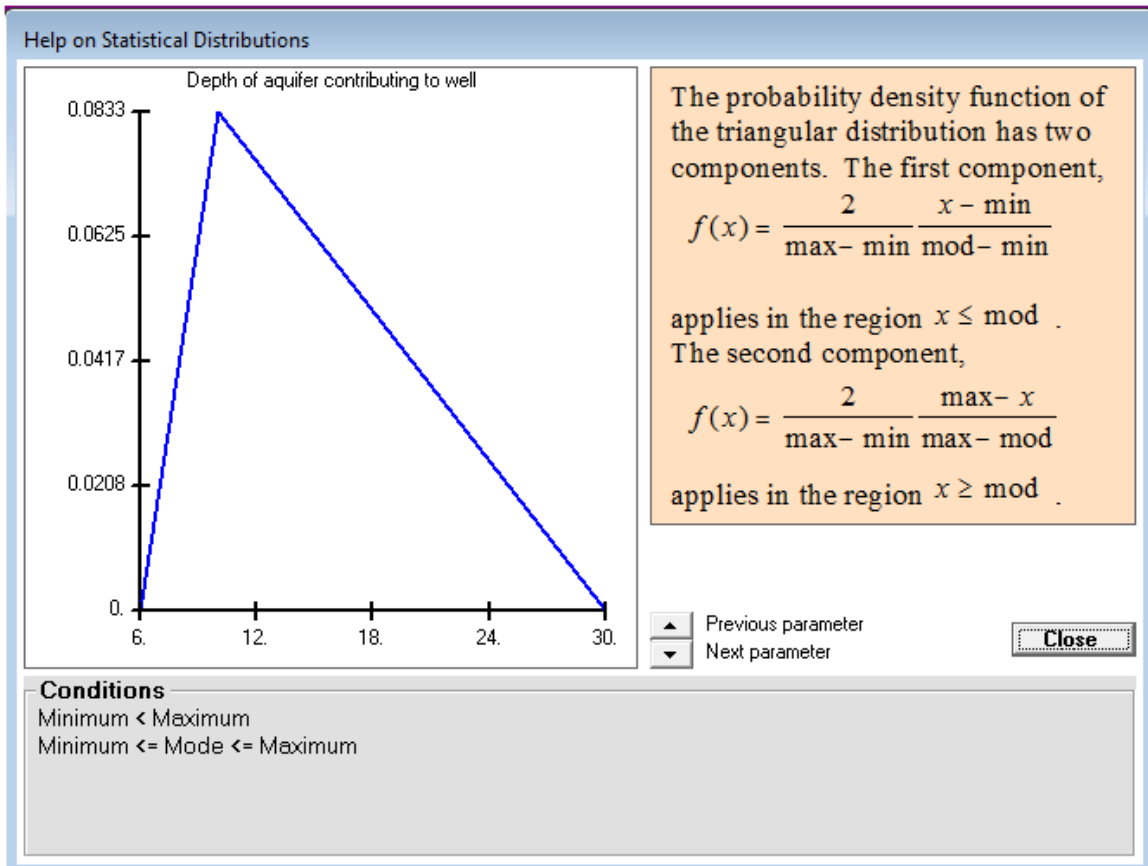 Help on Statistical Distributions
Depth of aquifer contributing to well
0.0833
0.0625
0.0417
0.0208
0.
6.
12.
18.
24.
30.
The probability density function of
the triangular distribution has two
components. The first component,
f(x) = 2/(max− min) (x − min)/(mod− min)
applies in the region x ≤ mod .
The second component,
f(x) = 2/(max− min) (max− x)/(max− mod)
applies in the region x ≥ mod .
Previous parameter
Next parameter
Close
Conditions
Minimum < Maximum
Minimum <= Mode <= Maximum